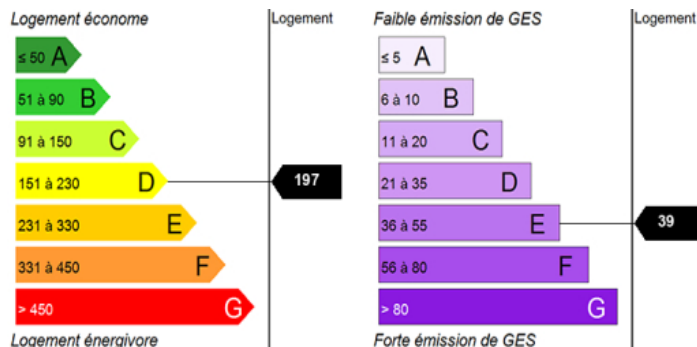 Logement économe
Logement
≤ 50 A
51 à 90 B
91 à 150 C
151 à 230 D
197
231 à 330 E
331 à 450 F
> 450 G
Logement énergivore
Faible émission de GES
Logement
≤ 5 A
6 à 10 B
11 à 20 C
21 à 35 D
36 à 55 E
39
56 à 80 F
> 80 G
Forte émission de GES